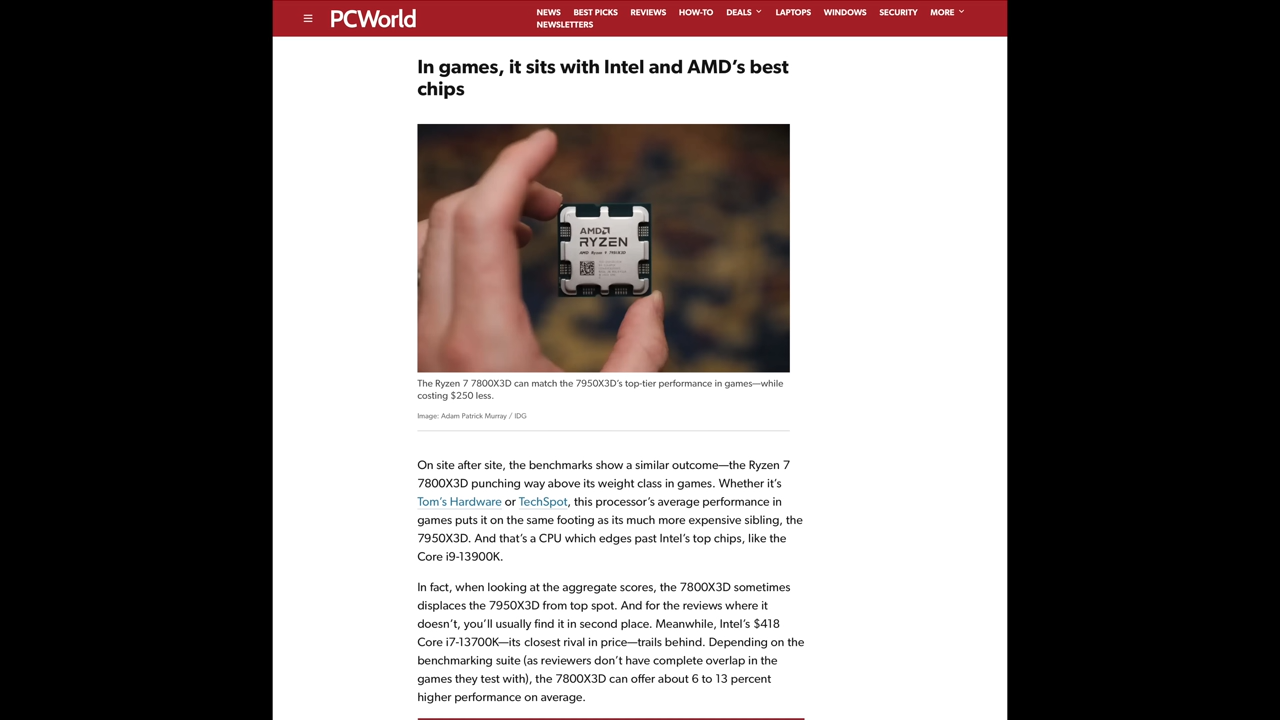 PCWorld
NEWS BEST PICKS REVIEWS HOW-TO DEALS LAPTOPS WINDOWS SECURITY MORE
NEWSLETTERS
In games, it sits with Intel and AMD’s best
chips
AMD
RYZEN
The Ryzen 7 7800X3D can match the 7950X3D’s top-tier performance in games—while
costing $250 less.
Image: Adam Patrick Murray / IDG
On site after site, the benchmarks show a similar outcome—the Ryzen 7
7800X3D punching way above its weight class in games. Whether it’s
Tom’s Hardware or TechSpot, this processor’s average performance in
games puts it on the same footing as its much more expensive sibling, the
7950X3D. And that’s a CPU which edges past Intel’s top chips, like the
Core i9-13900K.
In fact, when looking at the aggregate scores, the 7800X3D sometimes
displaces the 7950X3D from top spot. And for the reviews where it
doesn’t, you’ll usually find it in second place. Meanwhile, Intel’s $418
Core i7-13700K—its closest rival in price—trails behind. Depending on the
benchmarking suite (as reviewers don’t have complete overlap in the
games they test with), the 7800X3D can offer about 6 to 13 percent
higher performance on average.